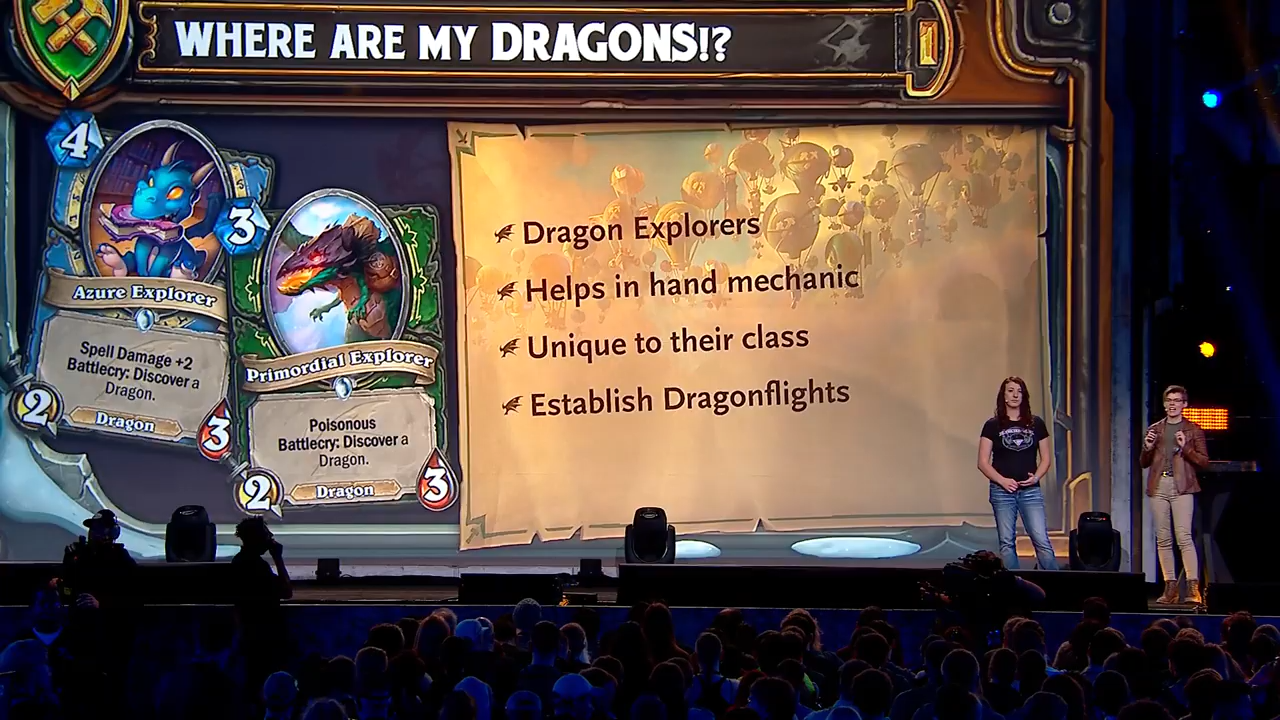 WHERE ARE MY DRAGONS!?
4
Azure Explorer
Spell Damage +2
Battlecry: Discover a
Dragon.
2
Dragon
3
3
Primordial Explorer
Poisonous
Battlecry: Discover a
Dragon.
2
Dragon
3
Dragon Explorers
Helps in hand mechanic
Unique to their class
Establish Dragonflights